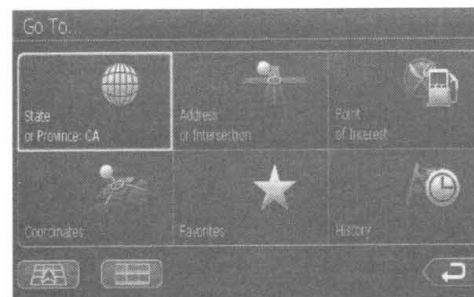 Go To...
State
or Province: CA
Address
or Intersection
Point
of Interest
Coordinates
Favorites
History